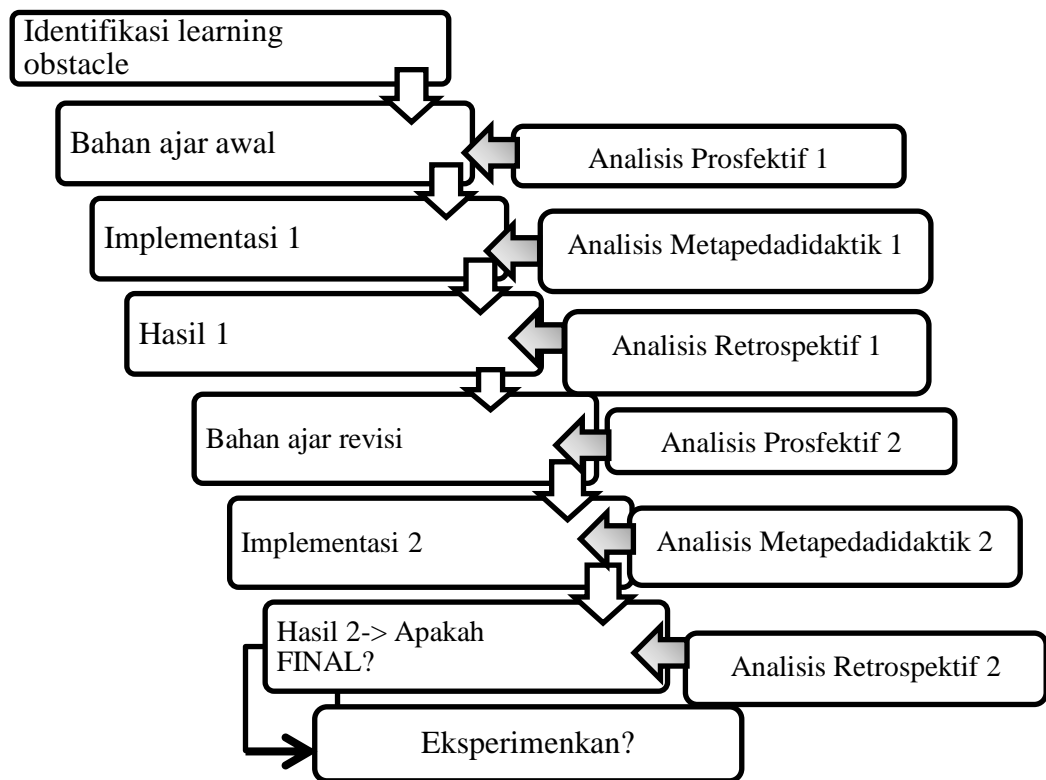 Identifikasi learning
obstacle
Bahan ajar awal
Analisis Prosfektif 1
Implementasi 1
Analisis Metapedadidaktik 1
Hasil 1
Analisis Retrospektif 1
Bahan ajar revisi
Analisis Prosfektif 2
Implementasi 2
Analisis Metapedadidaktik 2
Hasil 2-> Apakah
FINAL?
Analisis Retrospektif 2
Eksperimenkan?